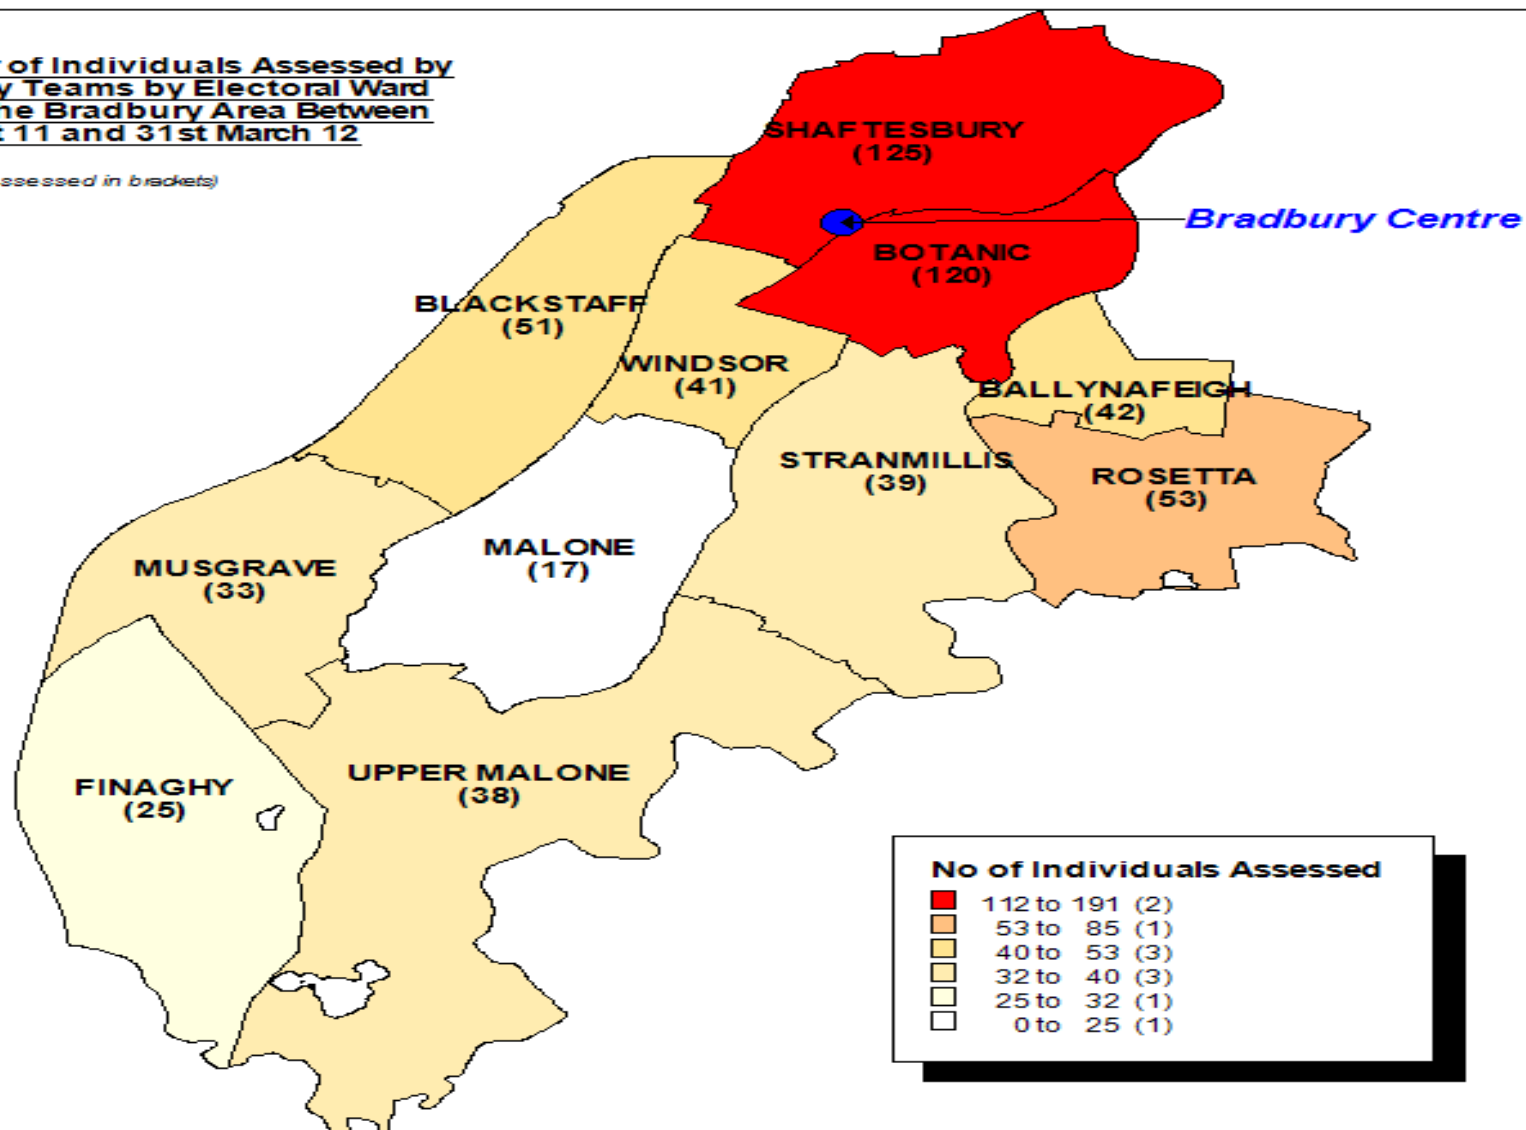 of Individuals Assessed by
Teams by Electoral Ward
Bradbury Area Between
11 and 31st March 12
assessed in brackets)
SHAFTESBURY
(125)
Bradbury Centre
BOTANIC
(120)
BLACKSTAFF
(51)
WINDSOR
(41)
BALLYNAFEIGH
(42)
STRANMILLIS
(39)
ROSETTA
(53)
MALONE
(17)
MUSGRAVE
(33)
UPPER MALONE
(38)
FINAGHY
(25)
No of Individuals Assessed
112 to 191 (2)
53 to 85 (1)
40 to 53 (3)
32 to 40 (3)
25 to 32 (1)
0 to 25 (1)